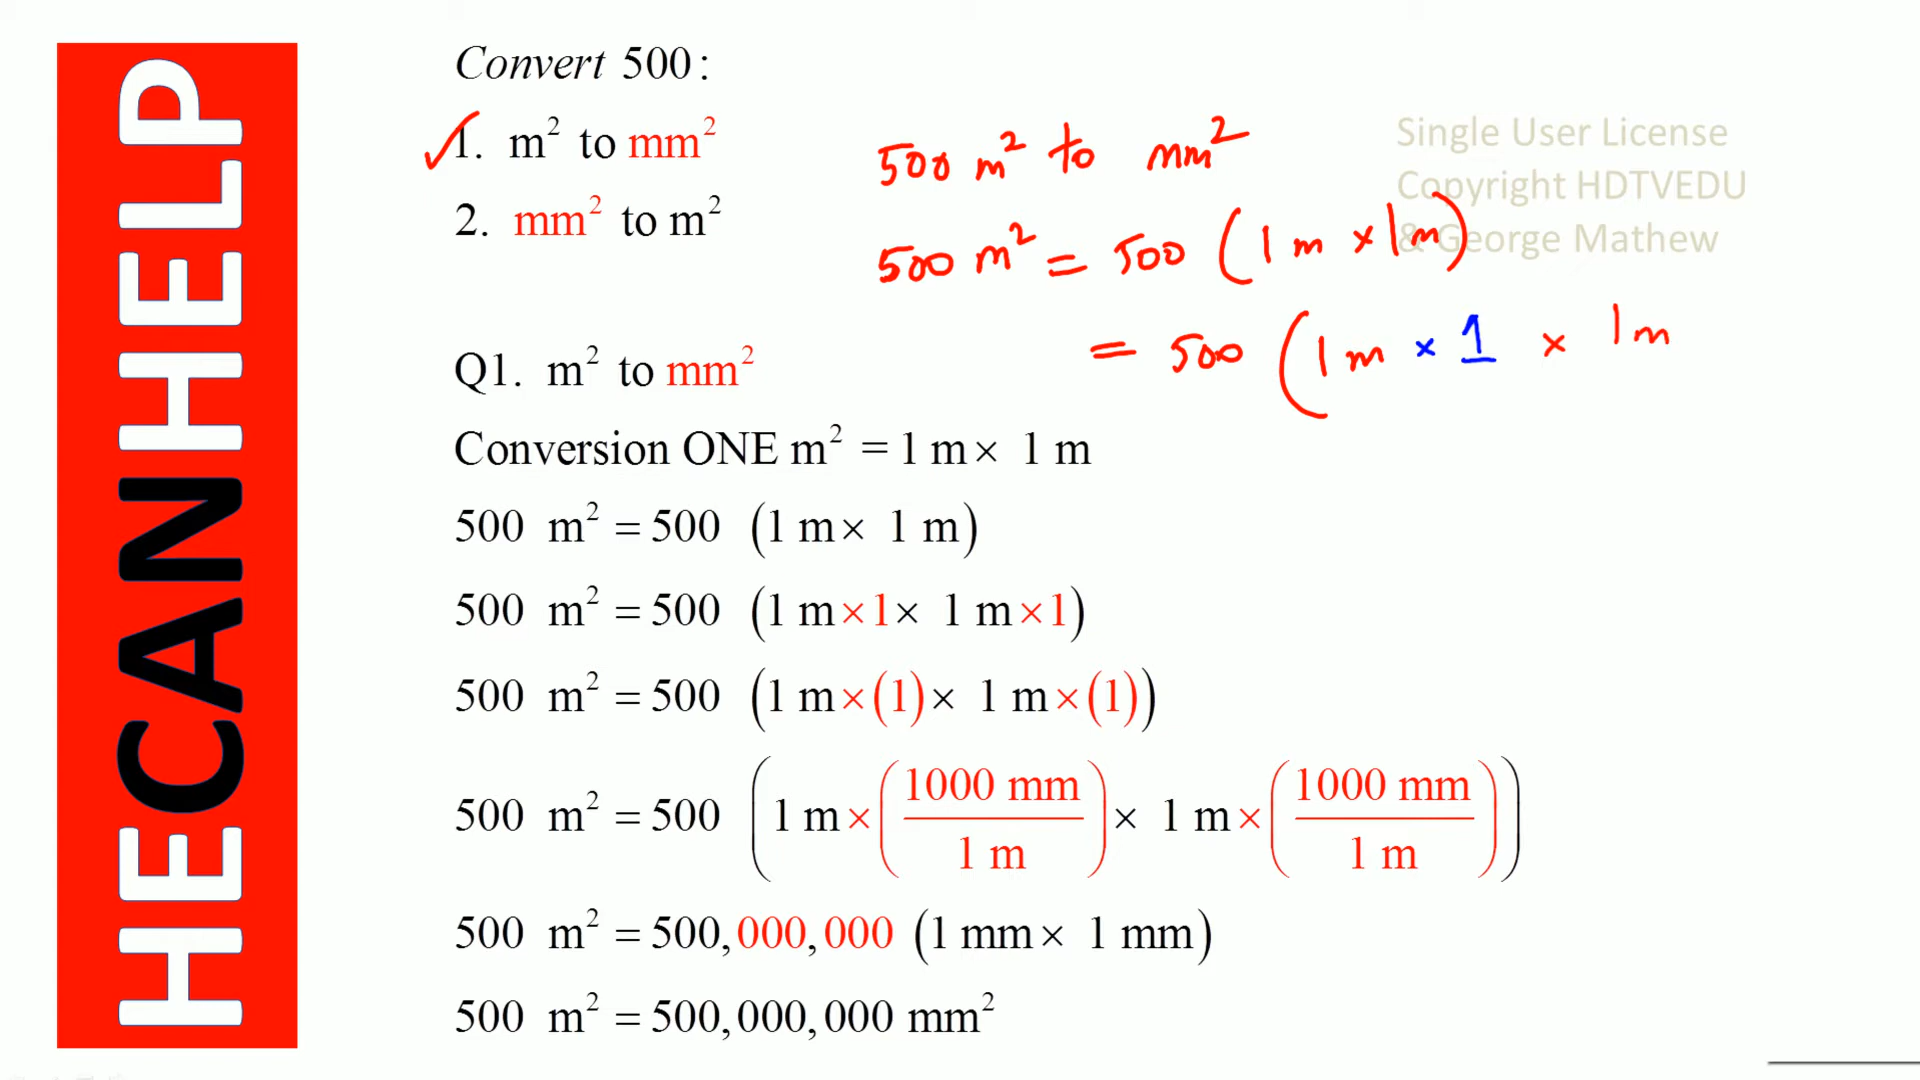 HECANHELP
Convert 500:
1. m² to mm²
2. mm² to m²
500 m² to mm²
500 m² = 500 (1 m × 1m)
= 500 (1 m × 1 × 1 m
Single User License
Copyright HDTVEDU
& George Mathew
Q1. m² to mm²
Conversion ONE m² = 1 m × 1 m
500 m² = 500 (1 m × 1 m)
500 m² = 500 (1 m × 1 × 1 m × 1)
500 m² = 500 (1 m × (1) × 1 m × (1))
500 m² = 500 (1 m × (1000 mm / 1 m) × 1 m × (1000 mm / 1 m))
500 m² = 500,000,000 (1 mm × 1 mm)
500 m² = 500,000,000 mm²